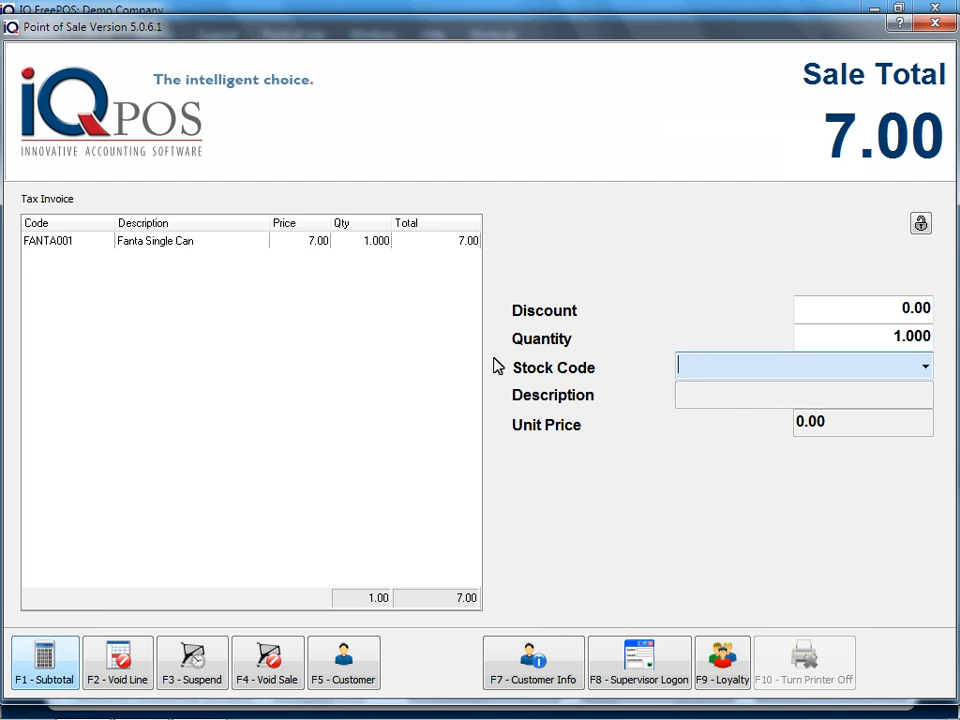 IQ FreePOS: Demo Company
iQ Point of Sale Version 5.0.6.1
iQ POS
INNOVATIVE ACCOUNTING SOFTWARE
The intelligent choice.
Sale Total
7.00
Tax Invoice
Code Description Price Qty Total
FANTA001 Fanta Single Can 7.00 1.000 7.00
1.00 7.00
Discount 0.00
Quantity 1.000
Stock Code
Description
Unit Price 0.00
F1 - Subtotal F2 - Void Line F3 - Suspend F4 - Void Sale F5 - Customer F7 - Customer Info F8 - Supervisor Logon F9 - Loyalty F10 - Turn Printer Off